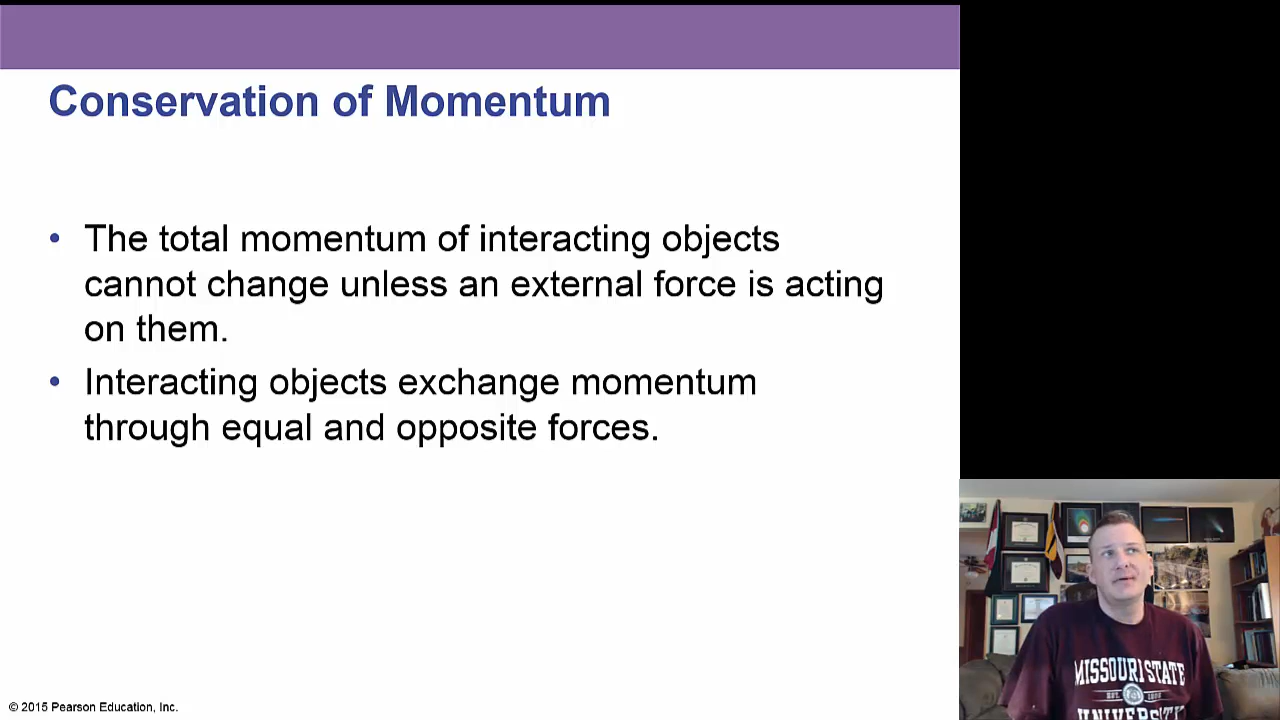 Conservation of Momentum
• The total momentum of interacting objects
cannot change unless an external force is acting
on them.
• Interacting objects exchange momentum
through equal and opposite forces.
© 2015 Pearson Education, Inc.
MISSOURI STATE
EST.
UNIVERSITY